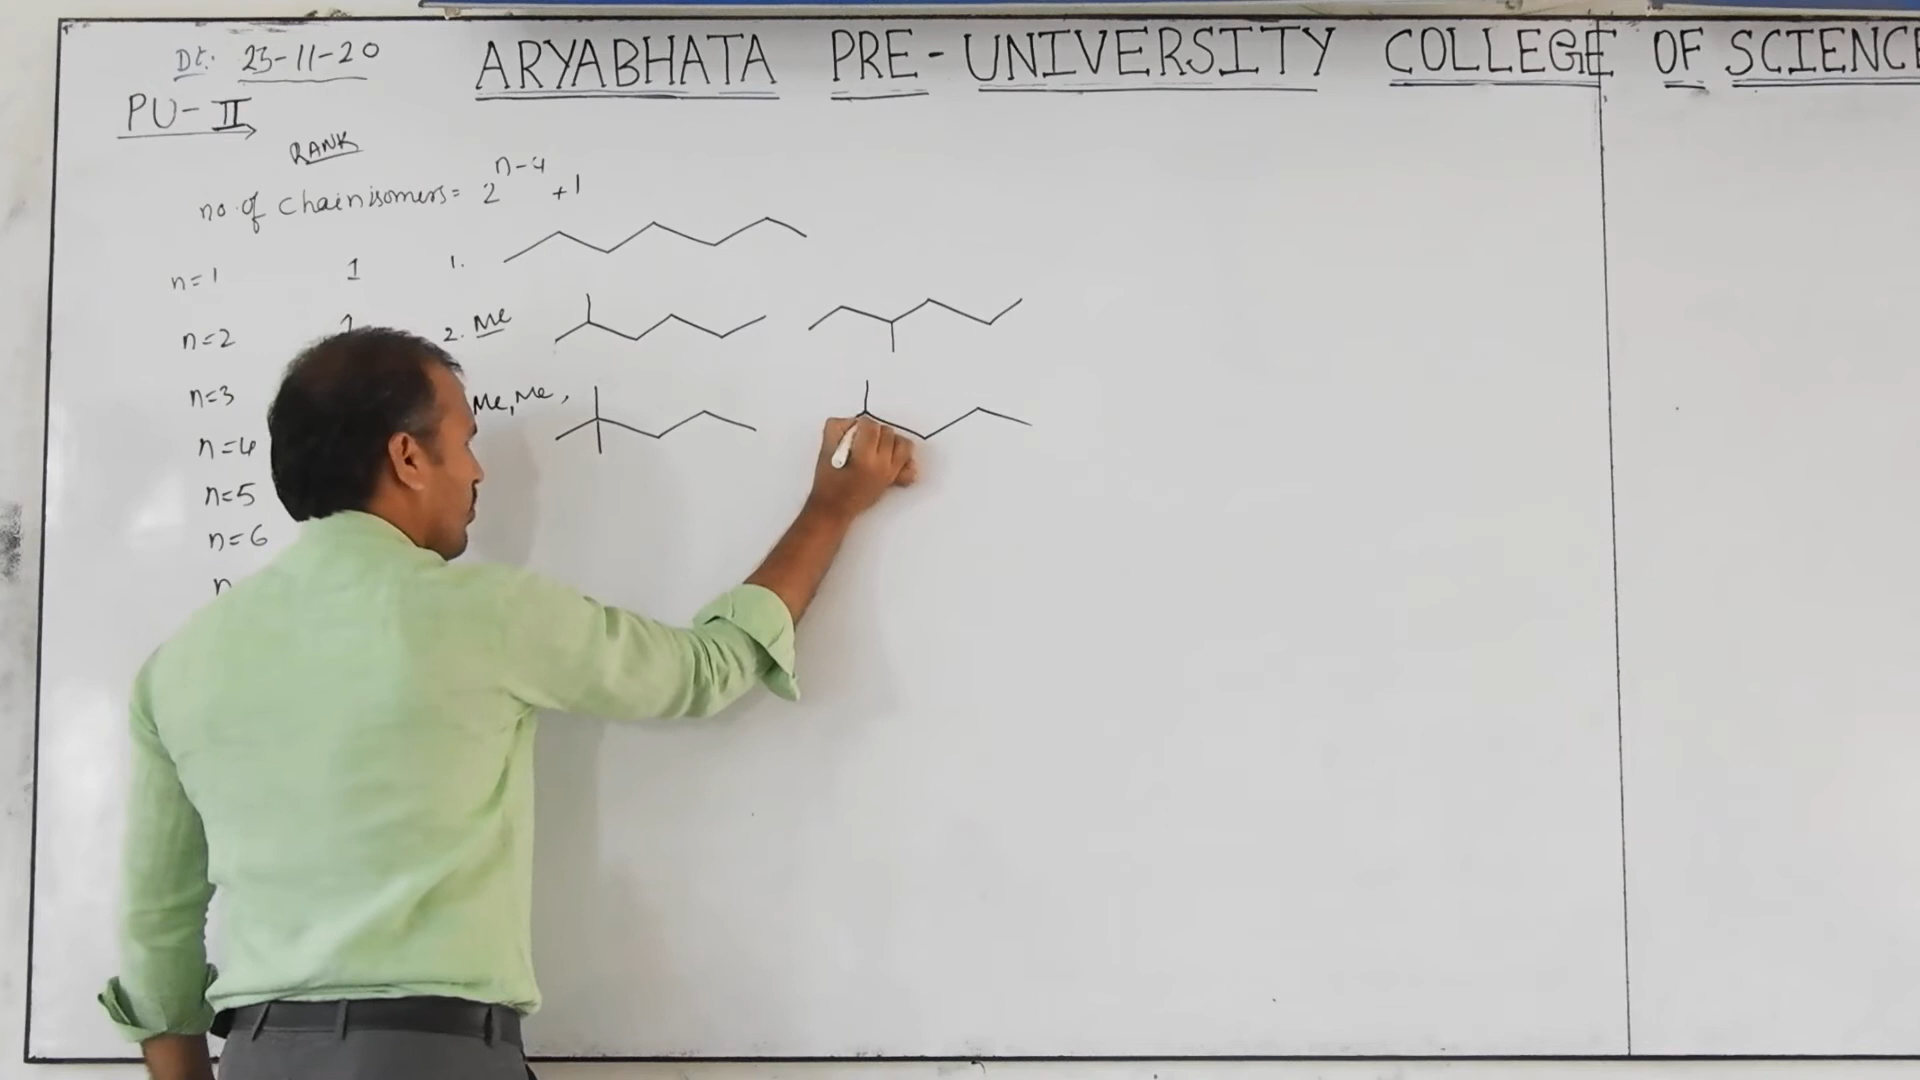 Dt:. 23-11-20
ARYABHATA PRE-UNIVERSITY COLLEGE OF SCIENCE
PU-II
RANK
no. of chain isomers = 2^{n-4} + 1
n=1 1 1.
n=2 1 2. Me
n=3 Me, Me,
n=4
n=5
n=6
n